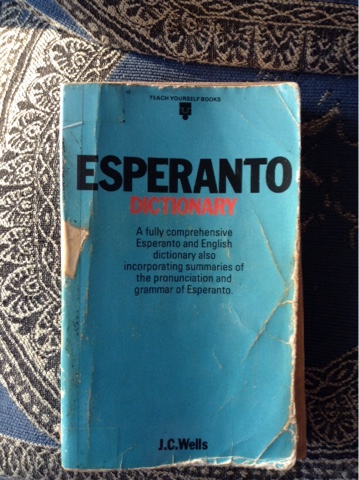 TEACH YOURSELF BOOKS
ESPERANTO
DICTIONARY
A fully comprehensive
Esperanto and English
dictionary also
incorporating summaries of
the pronunciation and
grammar of Esperanto.
J.C.Wells